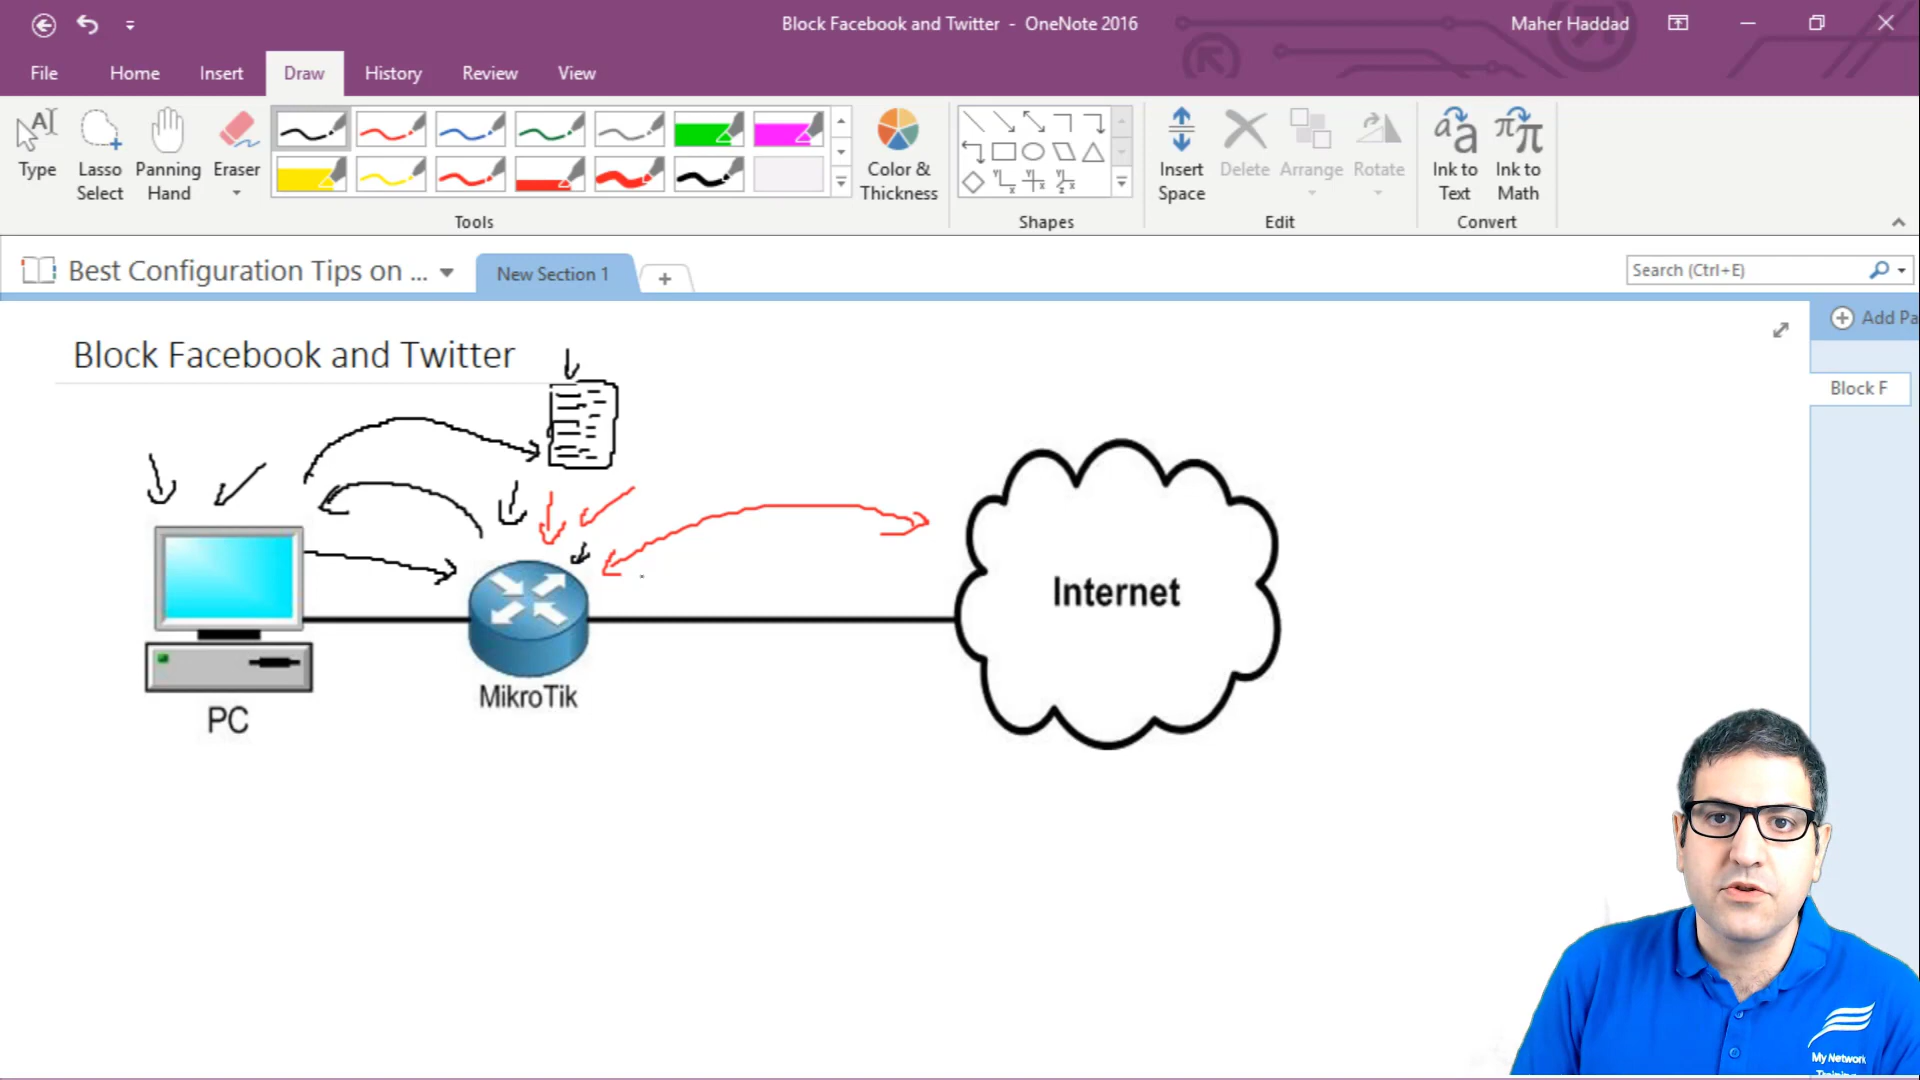 Block Facebook and Twitter - OneNote 2016
Maher Haddad
File Home Insert Draw History Review View
Type
Lasso Select
Panning Hand
Eraser
Color & Thickness
Insert Space
Delete
Arrange
Rotate
Ink to Text
Ink to Math
Tools
Shapes
Edit
Convert
Best Configuration Tips on ...
New Section 1
Search (Ctrl+E)
Add Pa
Block Facebook and Twitter
Block F
Internet
MikroTik
PC
My Network